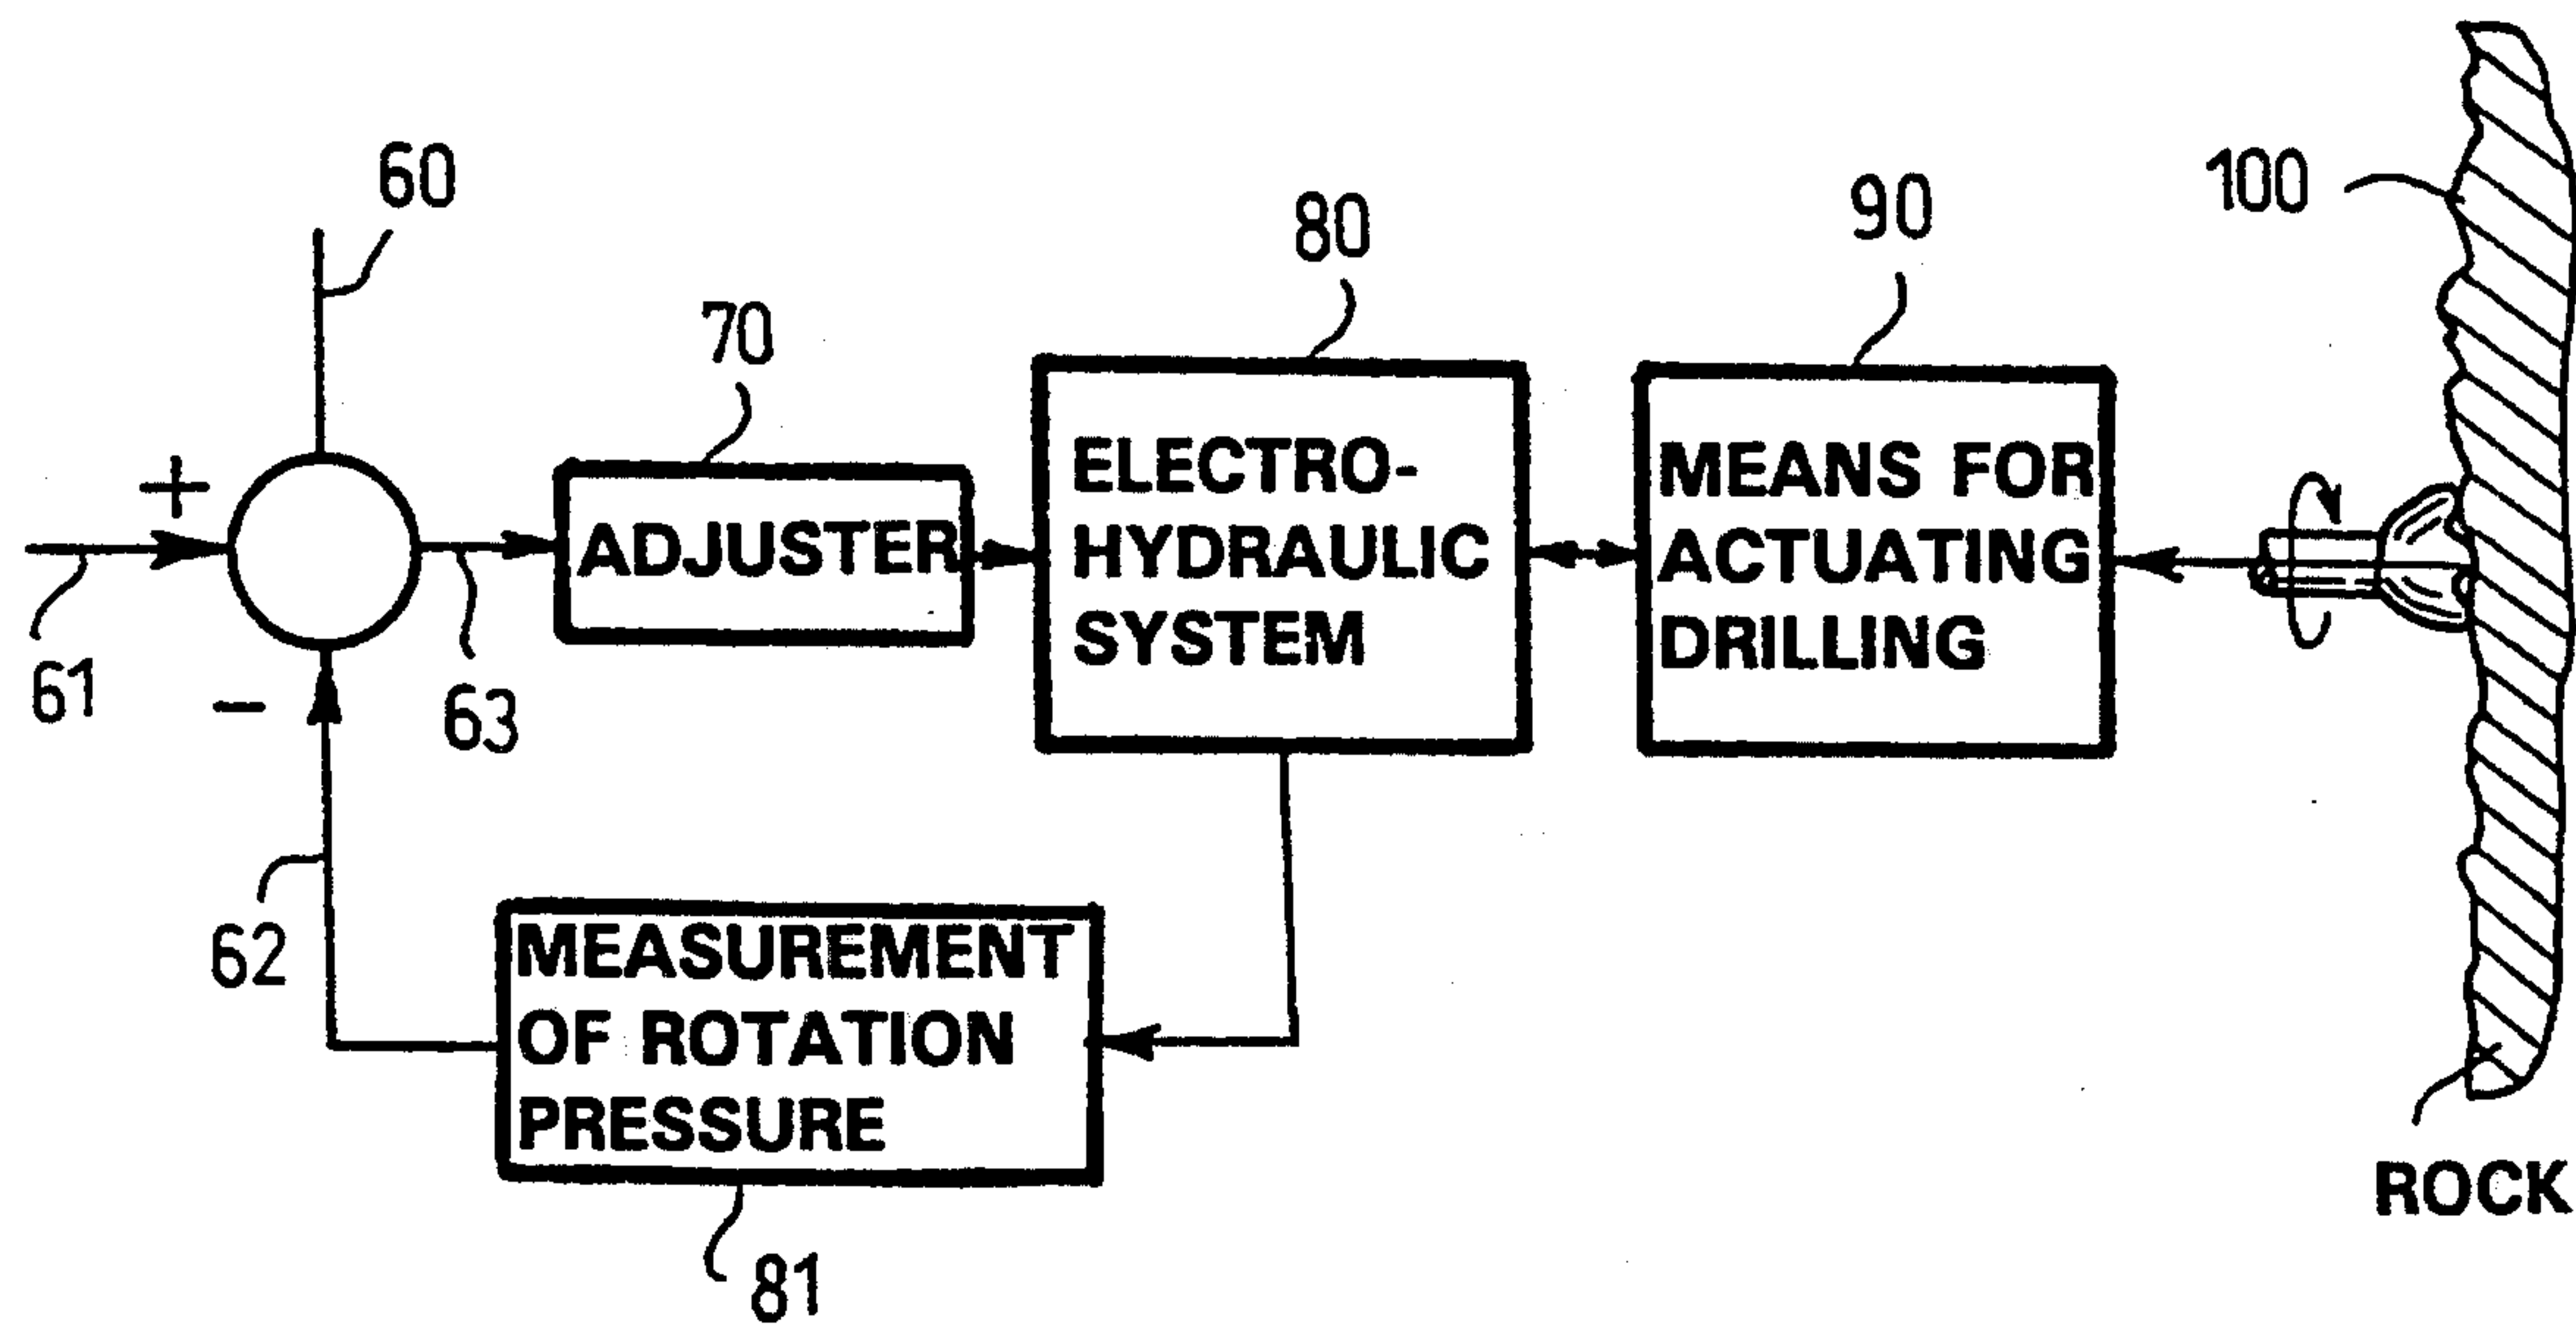 60
61
+
-
62
63
70
ADJUSTER
80
ELECTRO-
HYDRAULIC
SYSTEM
90
MEANS FOR
ACTUATING
DRILLING
100
ROCK
MEASUREMENT
OF ROTATION
PRESSURE
81